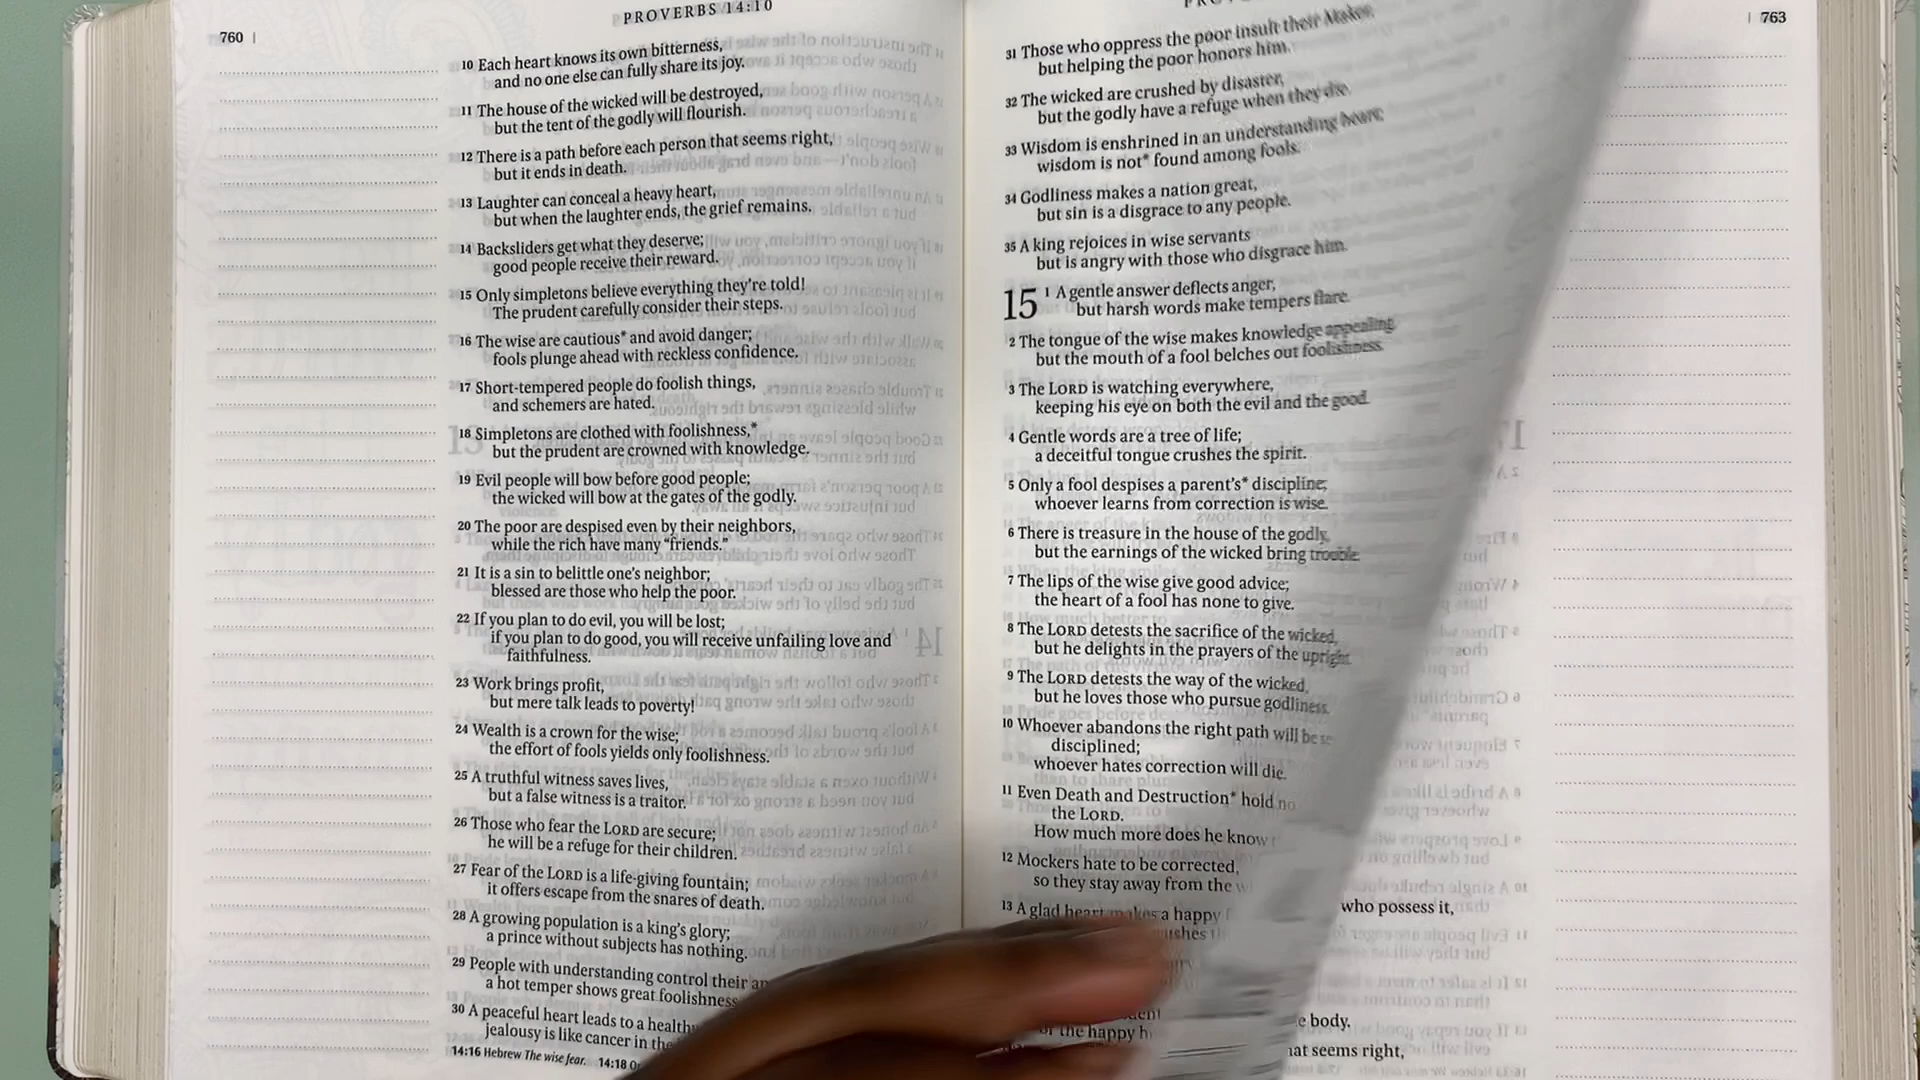 PROVERBS 14:10
760
10 Each heart knows its own bitterness,
and no one else can fully share its joy.
11 The house of the wicked will be destroyed,
but the tent of the godly will flourish.
12 There is a path before each person that seems right,
but it ends in death.
13 Laughter can conceal a heavy heart,
but when the laughter ends, the grief remains.
14 Backsliders get what they deserve;
good people receive their reward.
15 Only simpletons believe everything they're told!
The prudent carefully consider their steps.
16 The wise are cautious* and avoid danger;
fools plunge ahead with reckless confidence.
17 Short-tempered people do foolish things,
and schemers are hated.
18 Simpletons are clothed with foolishness,*
but the prudent are crowned with knowledge.
19 Evil people will bow before good people;
the wicked will bow at the gates of the godly.
20 The poor are despised even by their neighbors,
while the rich have many “friends.”
21 It is a sin to belittle one's neighbor;
blessed are those who help the poor.
22 If you plan to do evil, you will be lost;
if you plan to do good, you will receive unfailing love and
faithfulness.
23 Work brings profit,
but mere talk leads to poverty!
24 Wealth is a crown for the wise;
the effort of fools yields only foolishness.
25 A truthful witness saves lives,
but a false witness is a traitor.
26 Those who fear the LORD are secure;
he will be a refuge for their children.
27 Fear of the LORD is a life-giving fountain;
it offers escape from the snares of death.
28 A growing population is a king's glory;
a prince without subjects has nothing.
29 People with understanding control their
a hot temper shows great foolishness
30 A peaceful heart leads to a
jealousy is like cancer in the
14:16 Hebrew The wise fear. 14:18
763
31 Those who oppress the poor insult their Maker,
but helping the poor honors him.
32 The wicked are crushed by disaster,
but the godly have a refuge when they die.
33 Wisdom is enshrined in an understanding heart;
wisdom is not* found among fools.
34 Godliness makes a nation great,
but sin is a disgrace to any people.
35 A king rejoices in wise servants
but is angry with those who disgrace him.
15 1 A gentle answer deflects anger,
but harsh words make tempers flare.
2 The tongue of the wise makes knowledge appealing,
but the mouth of a fool belches out foolishness.
3 The LORD is watching everywhere,
keeping his eye on both the evil and the good.
4 Gentle words are a tree of life;
a deceitful tongue crushes the spirit.
5 Only a fool despises a parent's* discipline;
whoever learns from correction is wise.
6 There is treasure in the house of the godly,
but the earnings of the wicked bring trouble.
7 The lips of the wise give good advice;
the heart of a fool has none to give.
8 The LORD detests the sacrifice of the wicked,
but he delights in the prayers of the upright.
9 The LORD detests the way of the wicked,
but he loves those who pursue godliness.
10 Whoever abandons the right path will be
disciplined;
whoever hates correction will die.
11 Even Death and Destruction* hold no
the LORD.
How much more does he know
12 Mockers hate to be corrected,
so they stay away from the
13 A glad heart makes a happy
who possess it,
of the happy
body.
seems right,